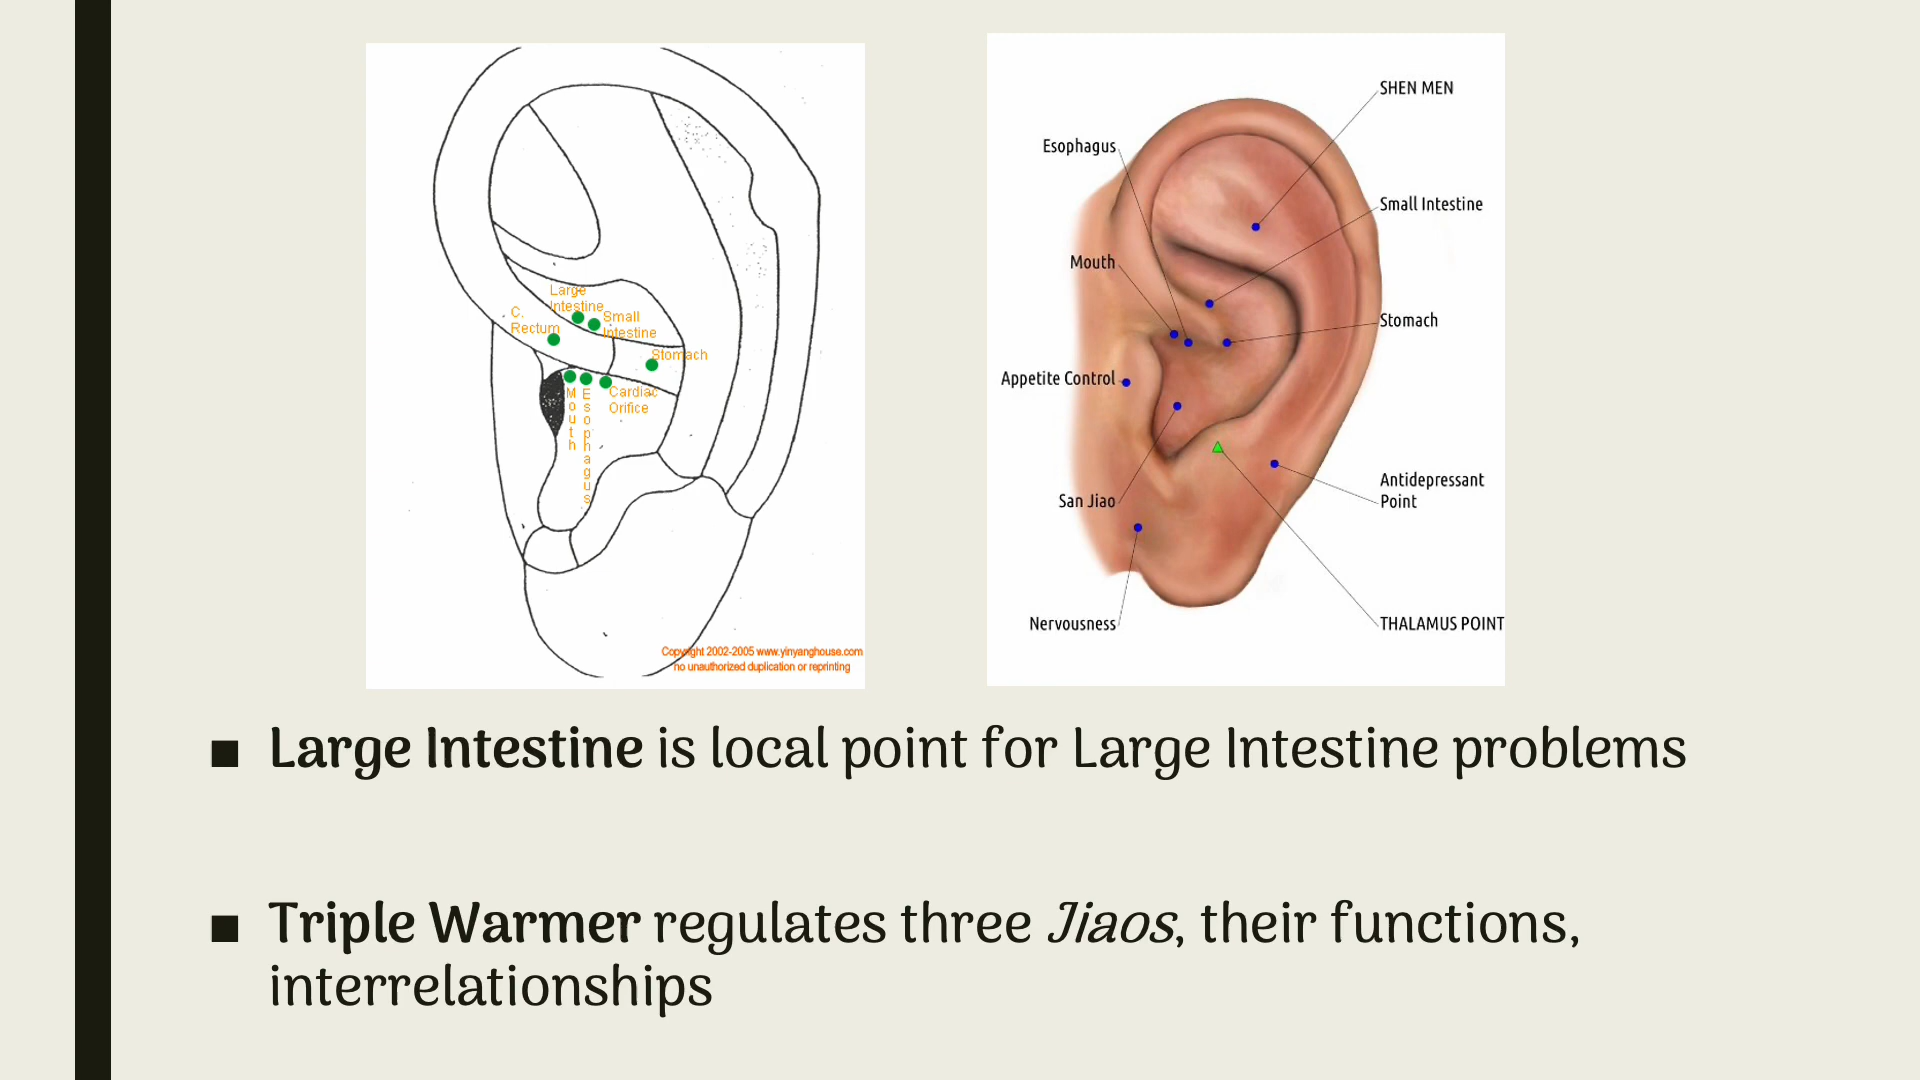 Large
Intestine
C.
Rectum
Small
Intestine
Stomach
Cardiac
Orifice
Mouth
Esophagus
Copyright 2002-2005 www.yinyanghouse.com
no unauthorized duplication or reprinting
SHEN MEN
Esophagus
Small Intestine
Mouth
Stomach
Appetite Control
Antidepressant
Point
San Jiao
Nervousness
THALAMUS POINT
■ Large Intestine is local point for Large Intestine problems
■ Triple Warmer regulates three Jiaos, their functions,
interrelationships